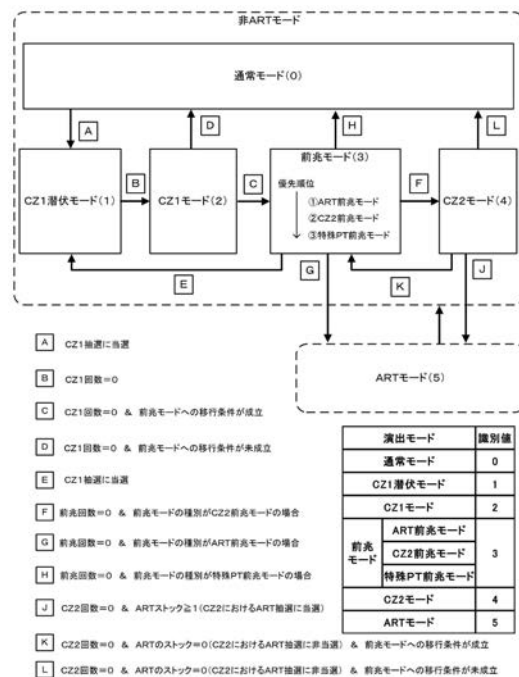 非ARTモード
通常モード(0)
A
D
H
L
CZ1潜伏モード(1)
B
CZ1モード(2)
C
前兆モード(3)
優先順位
①ART前兆モード
②CZ2前兆モード
③特殊PT前兆モード
F
CZ2モード(4)
E
G
K
J
ARTモード(5)
A CZ1抽選に当選
B CZ1回数=0
C CZ1回数=0 & 前兆モードへの移行条件が成立
D CZ1回数=0 & 前兆モードへの移行条件が未成立
E CZ1抽選に当選
F 前兆回数=0 & 前兆モードの種別がCZ2前兆モードの場合
G 前兆回数=0 & 前兆モードの種別がART前兆モードの場合
H 前兆回数=0 & 前兆モードの種別が特殊PT前兆モードの場合
J CZ2回数=0 & ARTストック≧1(CZ2におけるART抽選に当選)
K CZ2回数=0 & ARTのストック=0(CZ2におけるART抽選に非当選) & 前兆モードへの移行条件が成立
L CZ2回数=0 & ARTのストック=0(CZ2におけるART抽選に非当選) & 前兆モードへの移行条件が未成立
演出モード 識別値
通常モード 0
CZ1潜伏モード 1
CZ1モード 2
前兆モード ART前兆モード 3
CZ2前兆モード
特殊PT前兆モード
CZ2モード 4
ARTモード 5